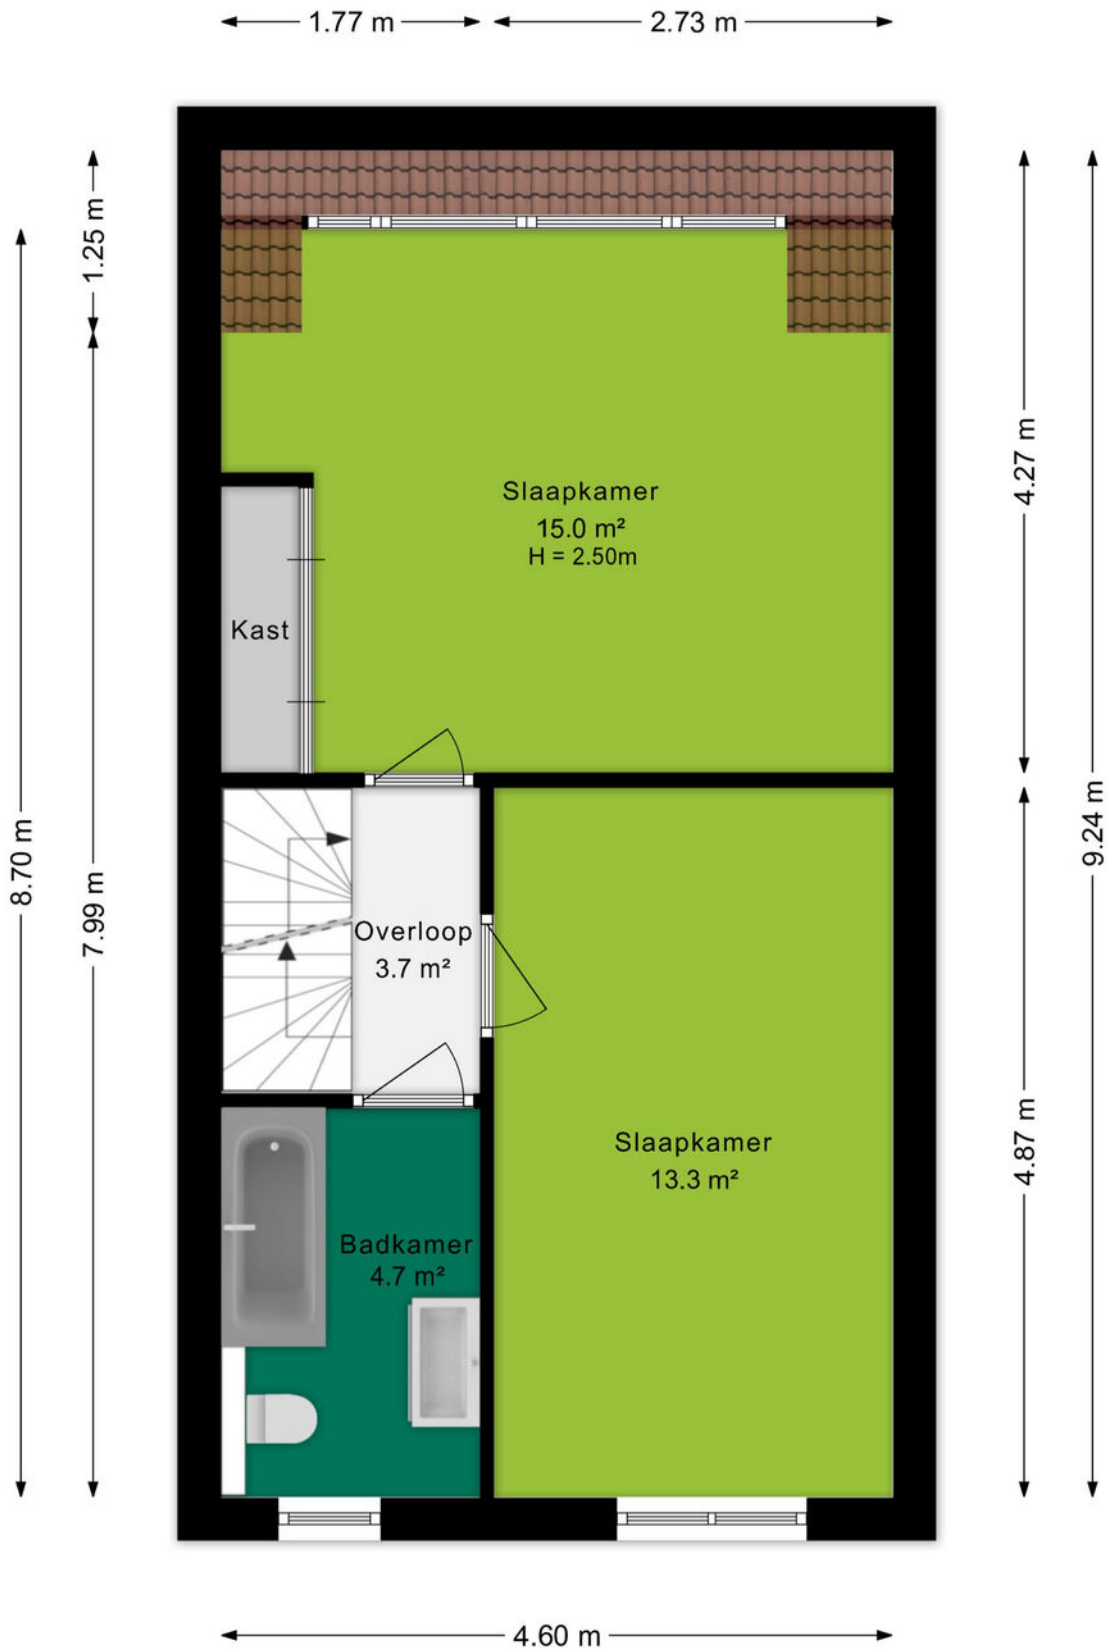 1.77 m
2.73 m
1.25 m
4.27 m
8.70 m
7.99 m
9.24 m
Slaapkamer
15.0 m²
H = 2.50m
Kast
Overloop
3.7 m²
Slaapkamer
13.3 m²
4.87 m
Badkamer
4.7 m²
4.60 m